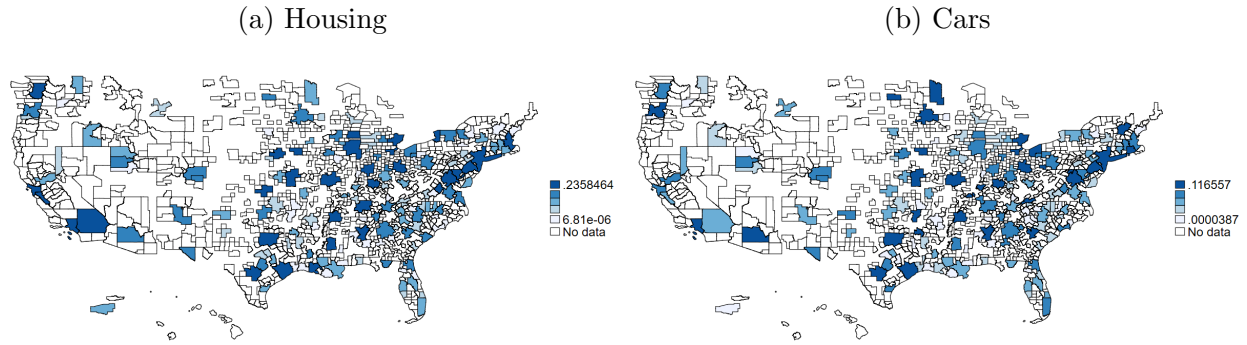 (a) Housing
.2358464
6.81e-06
No data
(b) Cars
.116557
.0000387
No data